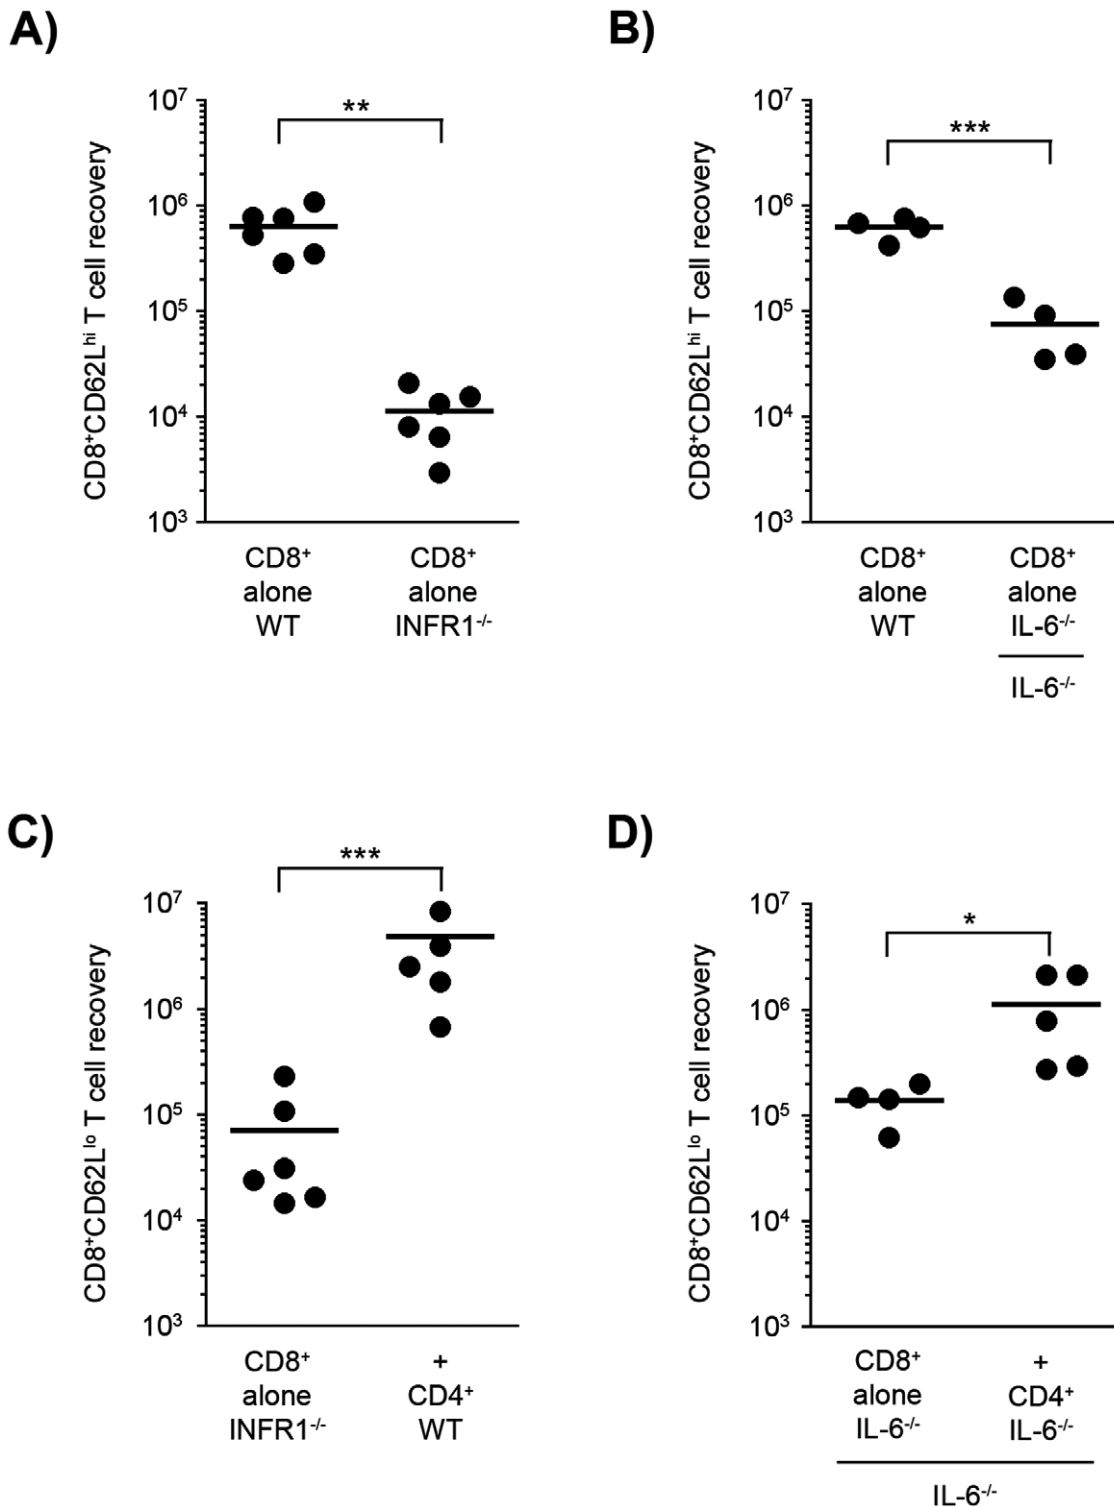 A)
CD8⁺CD62Lʰⁱ T cell recovery
10⁷
10⁶
10⁵
10⁴
10³
**
CD8⁺
alone
WT
CD8⁺
alone
INFR1⁻/⁻
B)
CD8⁺CD62Lʰⁱ T cell recovery
10⁷
10⁶
10⁵
10⁴
10³
***
CD8⁺
alone
WT
CD8⁺
alone
IL-6⁻/⁻
IL-6⁻/⁻
C)
CD8⁺CD62Lˡᵒ T cell recovery
10⁷
10⁶
10⁵
10⁴
10³
***
CD8⁺
alone
INFR1⁻/⁻
+
CD4⁺
WT
D)
CD8⁺CD62Lˡᵒ T cell recovery
10⁷
10⁶
10⁵
10⁴
10³
*
CD8⁺
alone
IL-6⁻/⁻
+
CD4⁺
IL-6⁻/⁻
IL-6⁻/⁻